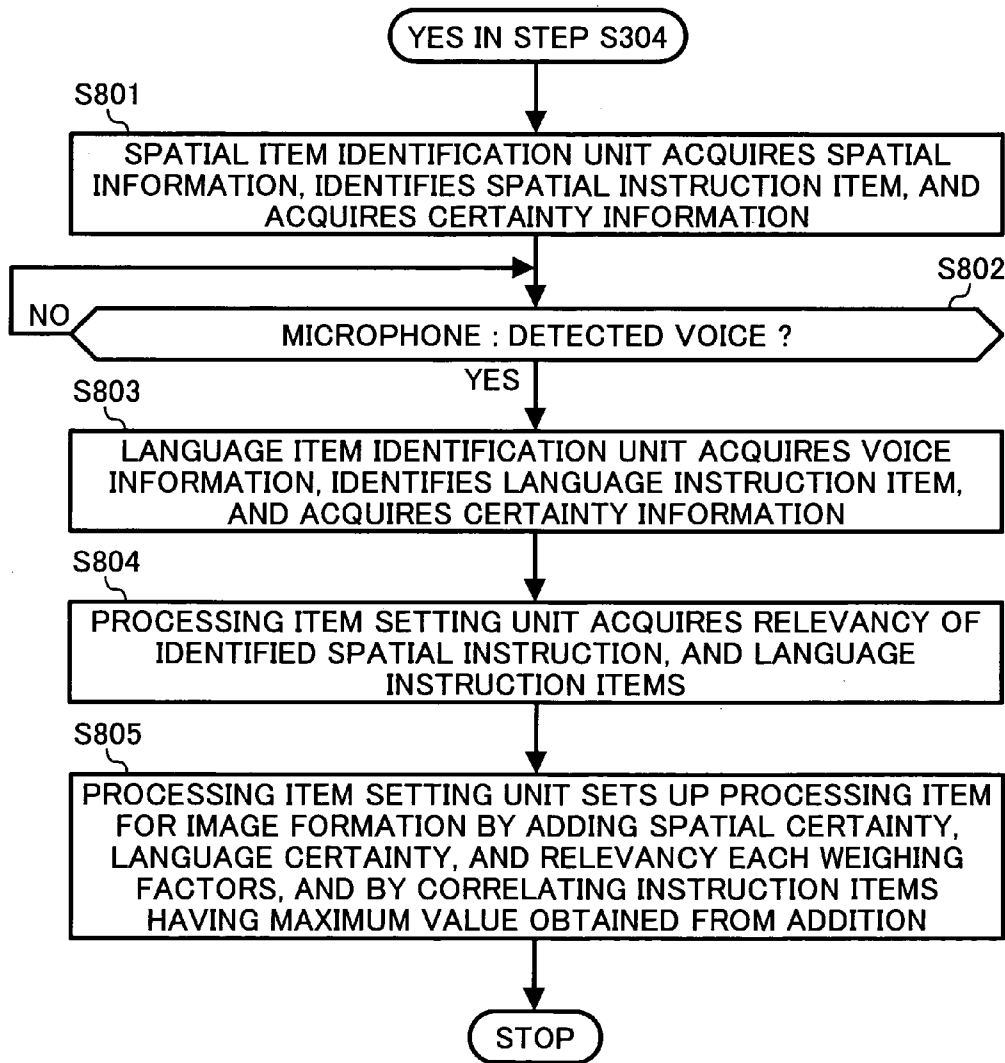 YES IN STEP S304
S801
SPATIAL ITEM IDENTIFICATION UNIT ACQUIRES SPATIAL
INFORMATION, IDENTIFIES SPATIAL INSTRUCTION ITEM, AND
ACQUIRES CERTAINTY INFORMATION
S802
NO
MICROPHONE : DETECTED VOICE ?
YES
S803
LANGUAGE ITEM IDENTIFICATION UNIT ACQUIRES VOICE
INFORMATION, IDENTIFIES LANGUAGE INSTRUCTION ITEM,
AND ACQUIRES CERTAINTY INFORMATION
S804
PROCESSING ITEM SETTING UNIT ACQUIRES RELEVANCY OF
IDENTIFIED SPATIAL INSTRUCTION, AND LANGUAGE
INSTRUCTION ITEMS
S805
PROCESSING ITEM SETTING UNIT SETS UP PROCESSING ITEM
FOR IMAGE FORMATION BY ADDING SPATIAL CERTAINTY,
LANGUAGE CERTAINTY, AND RELEVANCY EACH WEIGHING
FACTORS, AND BY CORRELATING INSTRUCTION ITEMS
HAVING MAXIMUM VALUE OBTAINED FROM ADDITION
STOP